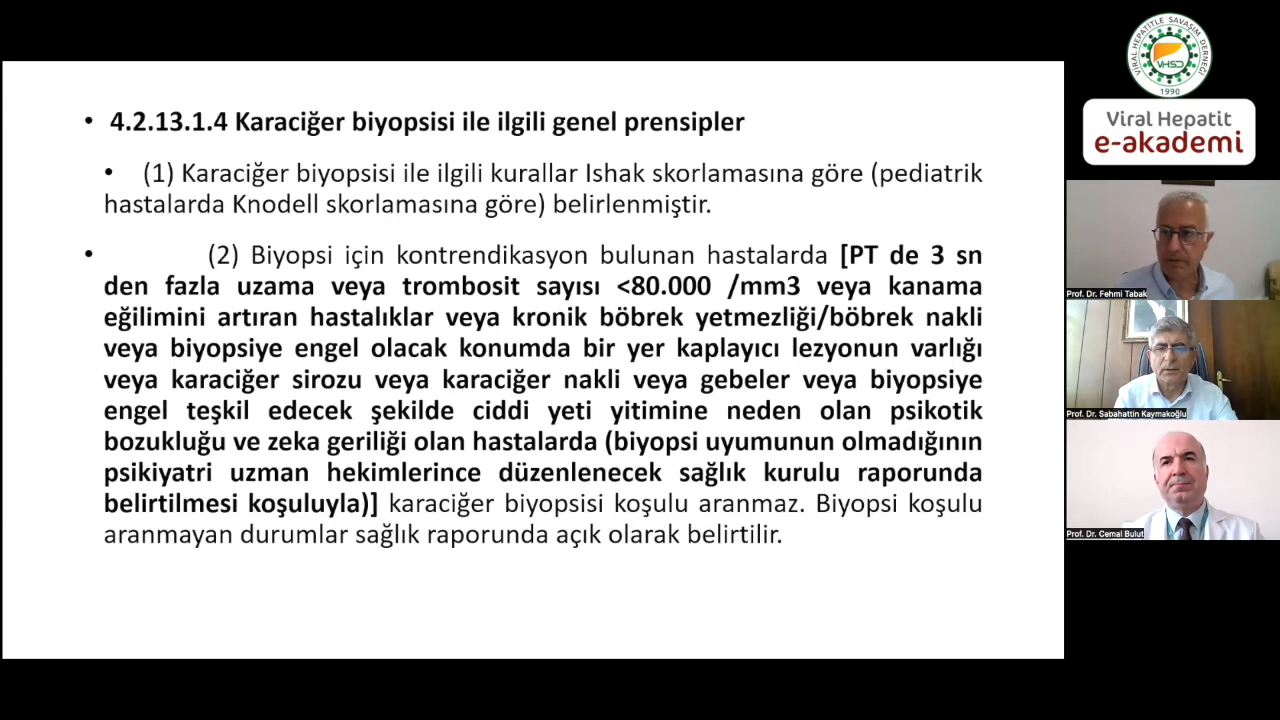 • 4.2.13.1.4 Karaciğer biyopsisi ile ilgili genel prensipler
• (1) Karaciğer biyopsisi ile ilgili kurallar Ishak skorlamasına göre (pediatrik
hastalarda Knodell skorlamasına göre) belirlenmiştir.
• (2) Biyopsi için kontrendikasyon bulunan hastalarda [PT de 3 sn
den fazla uzama veya trombosit sayısı <80.000 /mm3 veya kanama
eğilimini artıran hastalıklar veya kronik böbrek yetmezliği/böbrek nakli
veya biyopsiye engel olacak konumda bir yer kaplayıcı lezyonun varlığı
veya karaciğer sirozu veya karaciğer nakli veya gebeler veya biyopsiye
engel teşkil edecek şekilde ciddi yeti yitimine neden olan psikotik
bozukluğu ve zeka geriliği olan hastalarda (biyopsi uyumunun olmadığının
psikiyatri uzman hekimlerince düzenlenecek sağlık kurulu raporunda
belirtilmesi koşuluyla)] karaciğer biyopsisi koşulu aranmaz. Biyopsi koşulu
aranmayan durumlar sağlık raporunda açık olarak belirtilir.
VİRAL HEPATİTLE SAVAŞIM DERNEĞİ
VHSD
1990
Viral Hepatit
e-akademi
Prof. Dr. Fehmi Tabak
Prof. Dr. Sabahattin Kaymakoğlu
Prof. Dr. Cemal Bulut